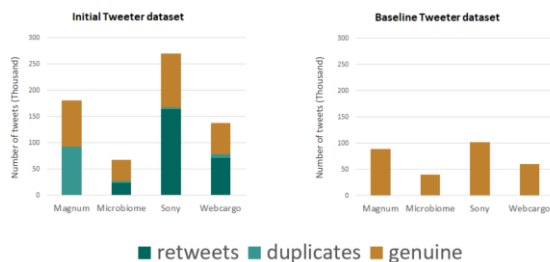 Initial Tweeter dataset
Number of tweets (Thousand)
300
250
200
150
100
50
0
Magnum Microbiome Sony Webcargo
Baseline Tweeter dataset
Number of tweets (Thousand)
300
250
200
150
100
50
0
Magnum Microbiome Sony Webcargo
retweets duplicates genuine